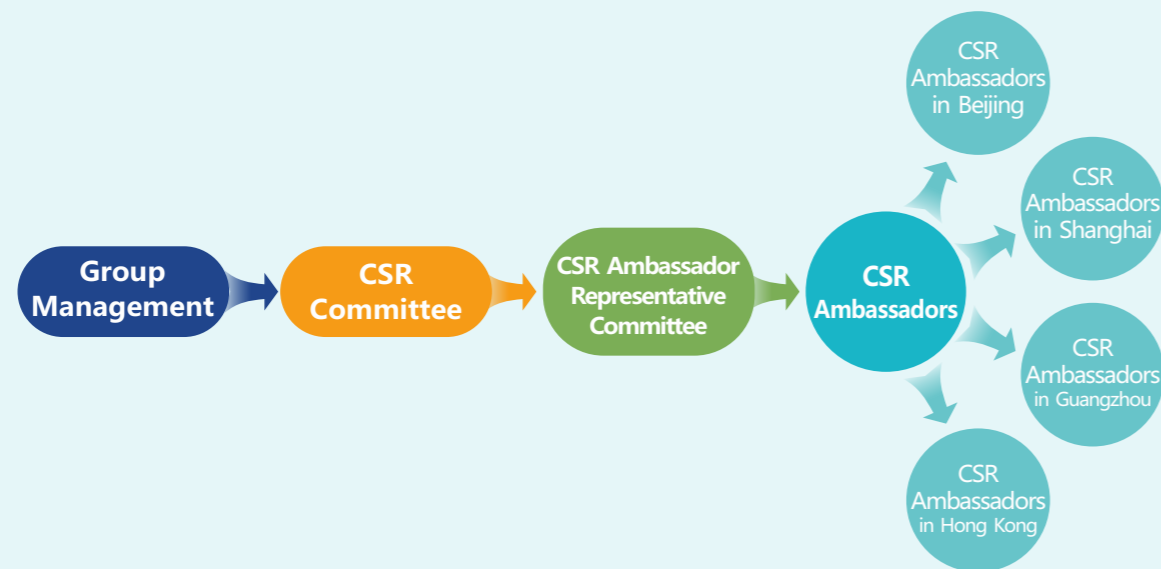 Group
Management
CSR
Committee
CSR Ambassador
Representative
Committee
CSR
Ambassadors
CSR
Ambassadors
in Beijing
CSR
Ambassadors
in Shanghai
CSR
Ambassadors
in Guangzhou
CSR
Ambassadors
in Hong Kong